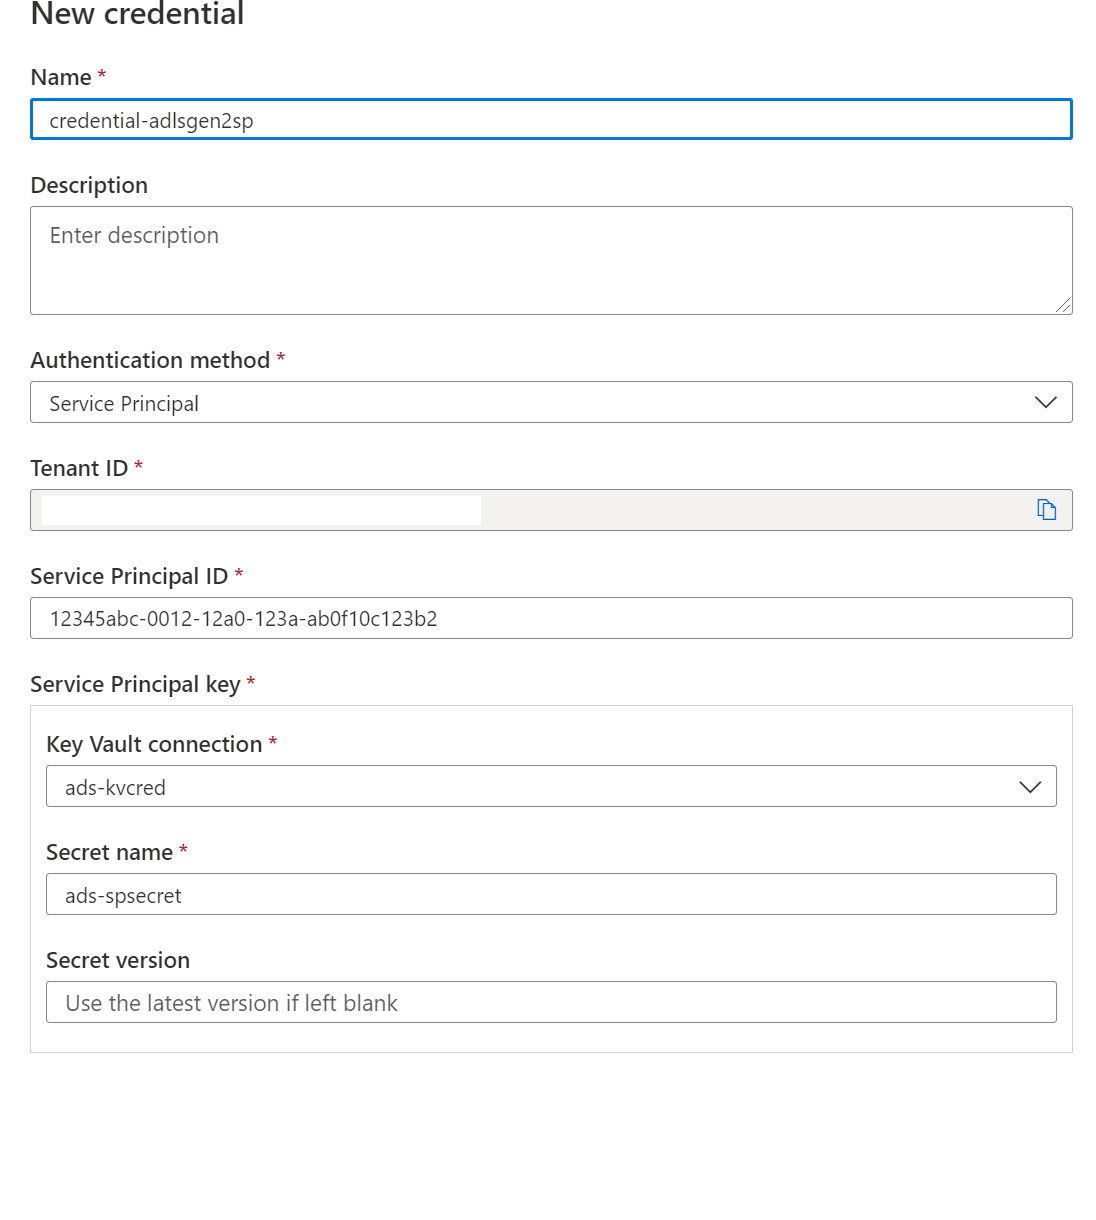 New credential
Name *
credential-adlsgen2sp
Description
Enter description
Authentication method *
Service Principal
Tenant ID *
Service Principal ID *
12345abc-0012-12a0-123a-ab0f10c123b2
Service Principal key *
Key Vault connection *
ads-kvcred
Secret name *
ads-spsecret
Secret version
Use the latest version if left blank